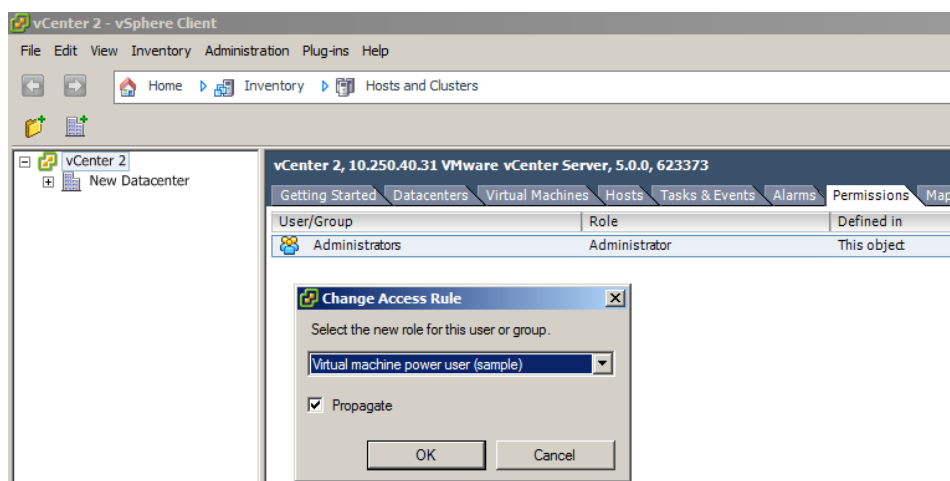 vCenter 2 - vSphere Client
File Edit View Inventory Administration Plug-ins Help
Home Inventory Hosts and Clusters
vCenter 2
New Datacenter
vCenter 2, 10.250.40.31 VMware vCenter Server, 5.0.0, 623373
Getting Started Datacenters Virtual Machines Hosts Tasks & Events Alarms Permissions Map
User/Group Role Defined in
Administrators Administrator This object
Change Access Rule
Select the new role for this user or group.
Virtual machine power user (sample)
Propagate
OK Cancel